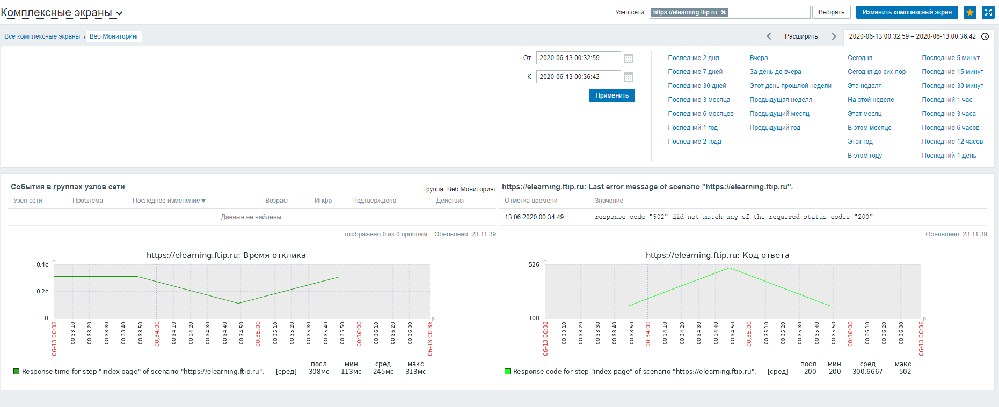 Комплексные экраны
Узел сети https://elearning.ftip.ru Выбрать Изменить комплексный экран
Все комплексные экраны / Веб Мониторинг
Расширить 2020-06-13 00:32:59 – 2020-06-13 00:36:42
От 2020-06-13 00:32:59
К 2020-06-13 00:36:42
Применить
Последние 2 дня Вчера Сегодня Последние 5 минут
Последние 7 дней За день до вчера Сегодня до сих пор Последние 15 минут
Последние 30 дней Этот день прошлой недели Эта неделя Последние 30 минут
Последние 3 месяца Предыдущая неделя На этой неделе Последний 1 час
Последние 6 месяцев Предыдущий месяц Этот месяц Последние 3 часа
Последний 1 год Предыдущий год В этом месяце Последние 6 часов
Последние 2 года Этот год Последние 12 часов
В этом году Последний 1 день
События в группах узлов сети
Группа: Веб Мониторинг
Узел сети Проблема Последнее изменение Возраст Инфо Подтверждено Действия
Данные не найдены.
отображено 0 из 0 проблем Обновлено: 23:11:39
https://elearning.ftip.ru: Last error message of scenario "https://elearning.ftip.ru".
Отметка времени Значение
13.06.2020 00:34:49 response code "502" did not match any of the required status codes "200"
Обновлено: 23:11:39
https://elearning.ftip.ru: Время отклика
0.4с
0.2с
0
06-13 00:32 00:33:10 00:33:20 00:33:30 00:33:40 00:33:50 00:34:00 00:34:10 00:34:20 00:34:30 00:34:40 00:34:50 00:35:00 00:35:10 00:35:20 00:35:30 00:35:40 00:35:50 00:36:00 00:36:10 00:36:20 00:36:30 06-13 00:36
посл мин сред макс
Response time for step "index page" of scenario "https://elearning.ftip.ru". [сред] 308мс 113мс 245мс 313мс
https://elearning.ftip.ru: Код ответа
526
100
06-13 00:32 00:33:10 00:33:20 00:33:30 00:33:40 00:33:50 00:34:00 00:34:10 00:34:20 00:34:30 00:34:40 00:34:50 00:35:00 00:35:10 00:35:20 00:35:30 00:35:40 00:35:50 00:36:00 00:36:10 00:36:20 00:36:30 06-13 00:36
посл мин сред макс
Response code for step "index page" of scenario "https://elearning.ftip.ru". [сред] 200 200 300.6667 502